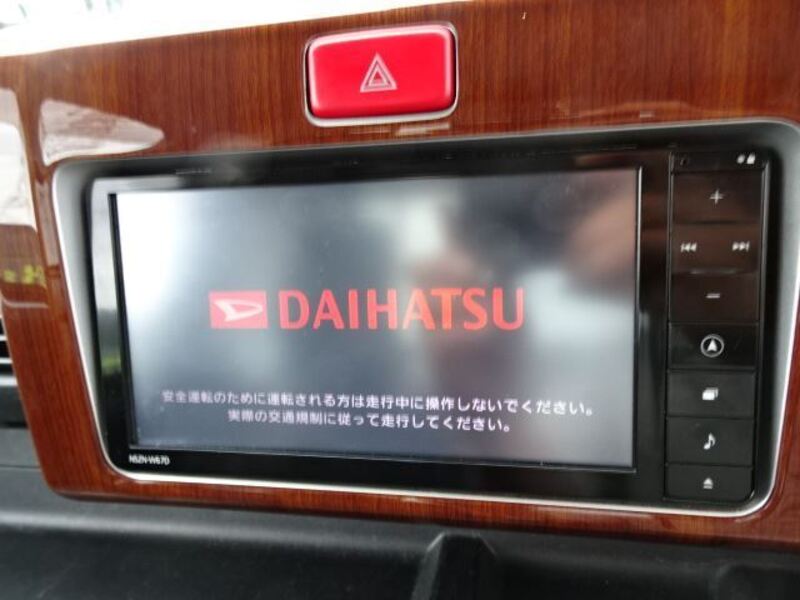 DAIHATSU
安全運転のために運転される方は走行中に操作しないでください。
実際の交通規制に従って走行してください。
NSZN-W67D